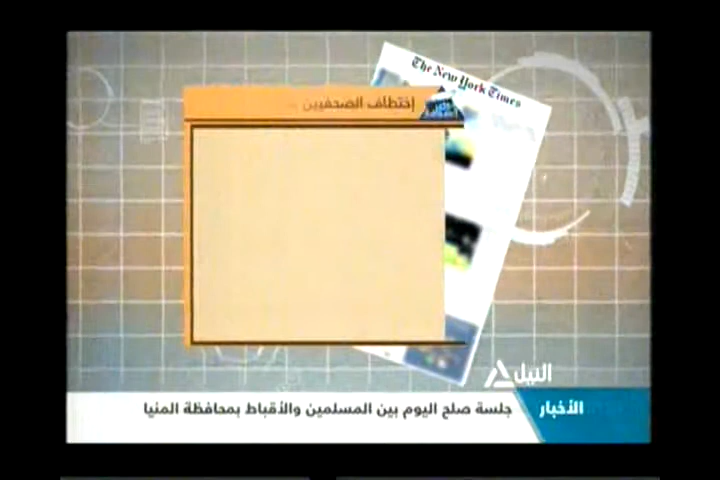 The New York Times
إختطاف الصحفيين ..
النيل
الأخبار
جلسة صلح اليوم بين المسلمين والأقباط بمحافظة المنيا